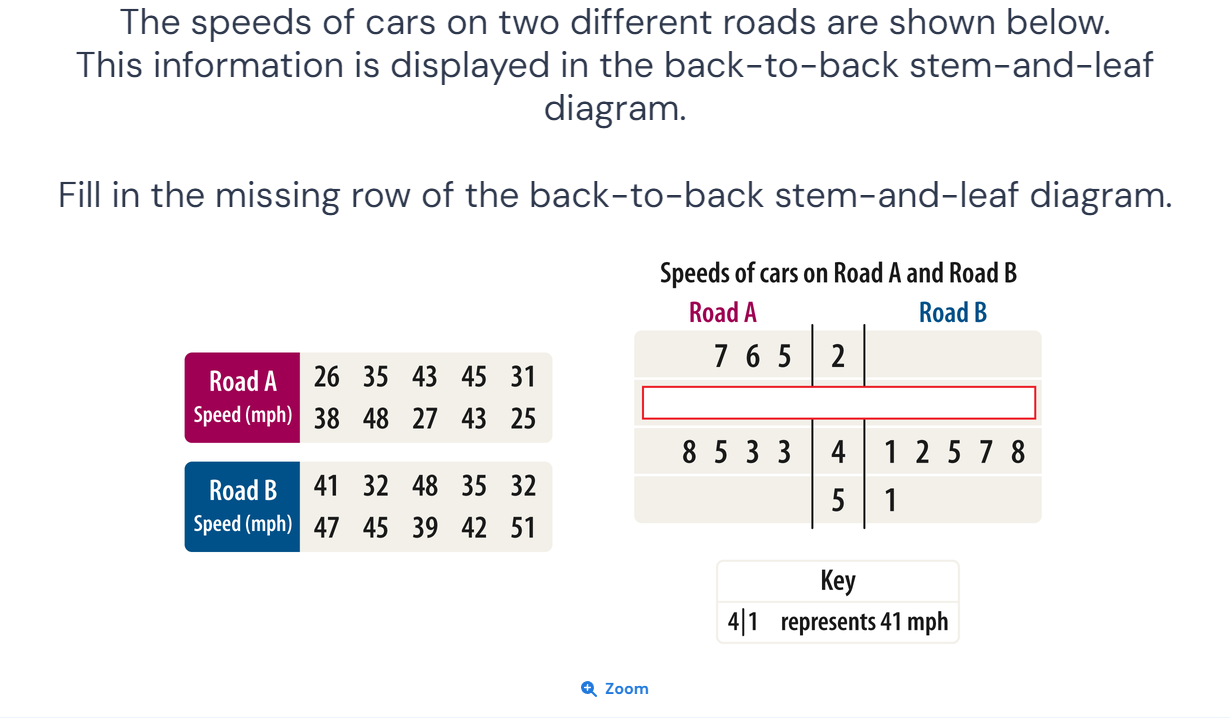 The speeds of cars on two different roads are shown below.
This information is displayed in the back-to-back stem-and-leaf
diagram.
Fill in the missing row of the back-to-back stem-and-leaf diagram.
Road A
Speed (mph)
26 35 43 45 31
38 48 27 43 25
Road B
Speed (mph)
41 32 48 35 32
47 45 39 42 51
Speeds of cars on Road A and Road B
Road A Road B
7 6 5 2
8 5 3 3 4 1 2 5 7 8
5 1
Key
4|1 represents 41 mph
Zoom